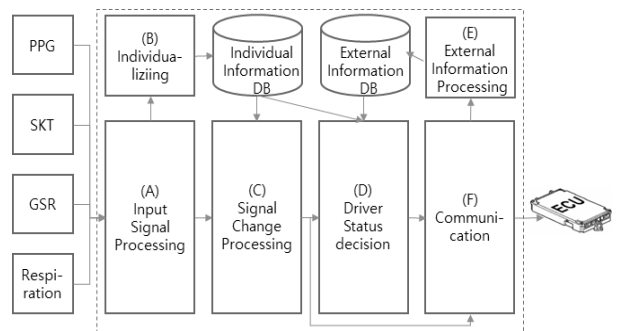 PPG
SKT
GSR
Respi-
ration
(B)
Individua-
liziing
Individual
Information
DB
External
Information
DB
(E)
External
Information
Processing
(A)
Input
Signal
Processing
(C)
Signal
Change
Processing
(D)
Driver
Status
decision
(F)
Communi-
cation
ECU